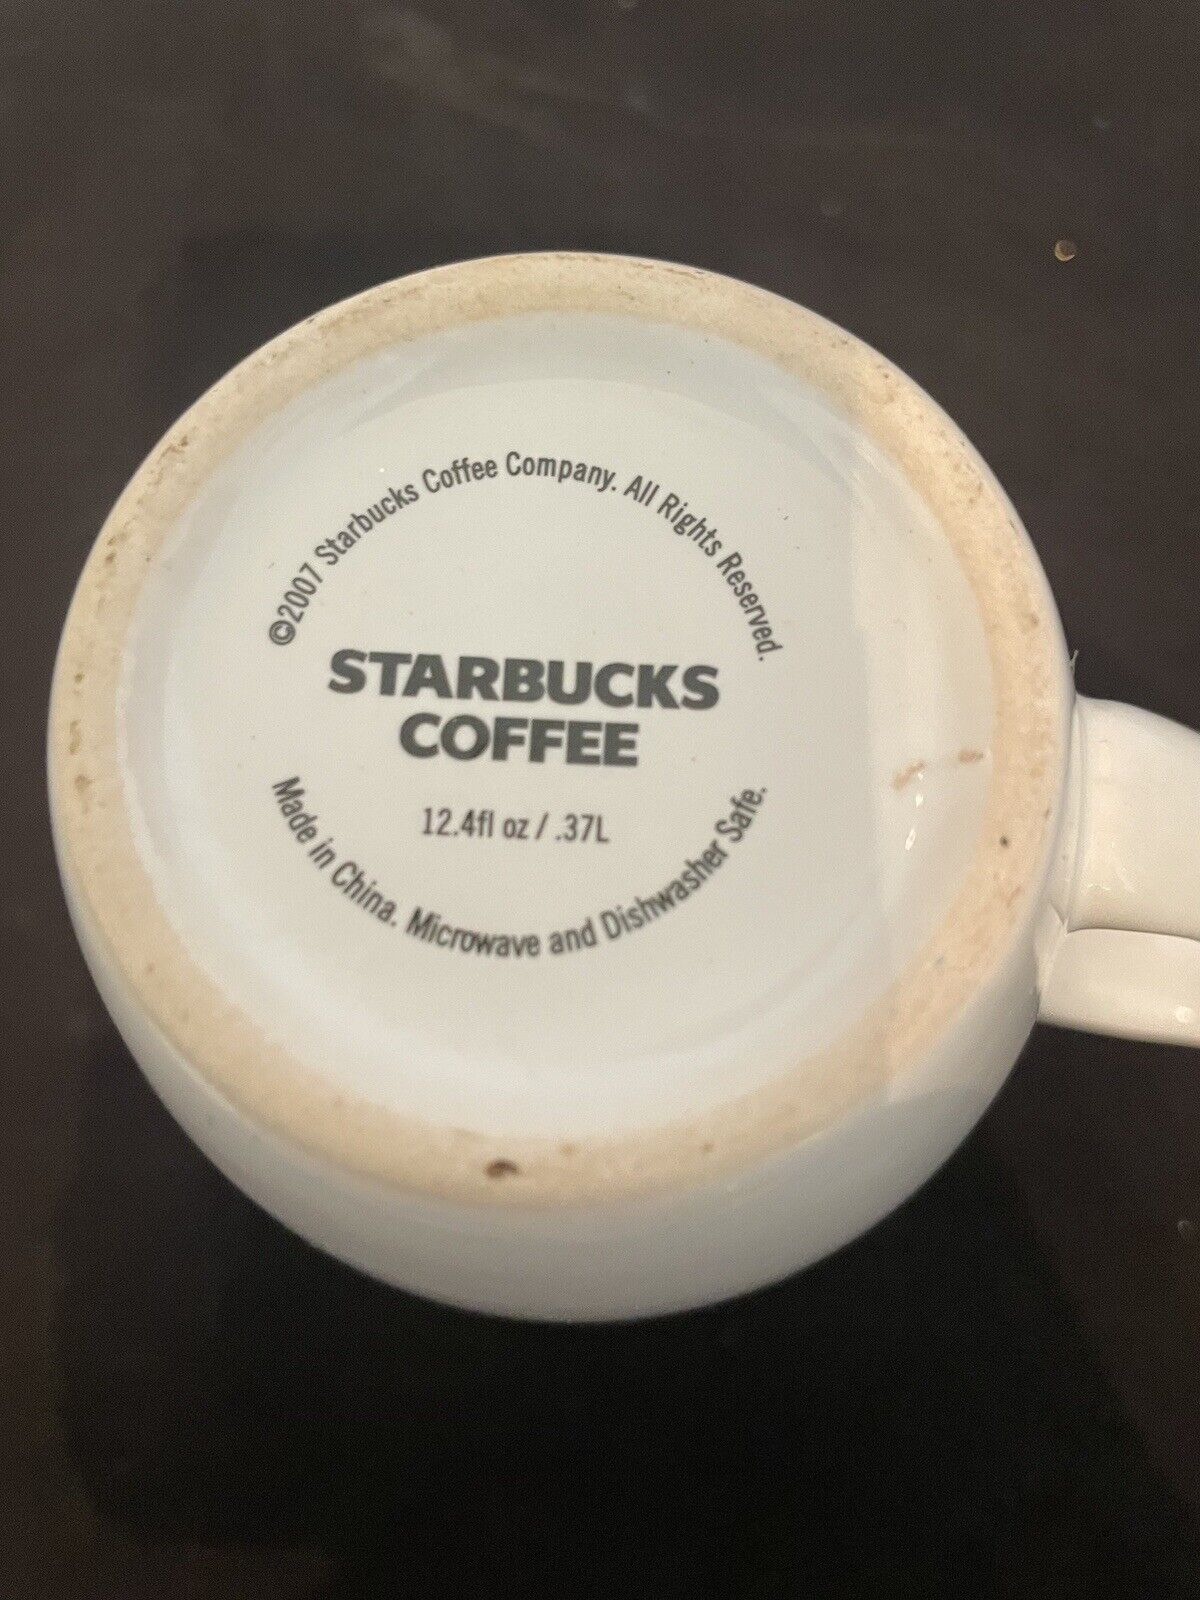 ©2007 Starbucks Coffee Company. All Rights Reserved.
STARBUCKS
COFFEE
12.4fl oz / .37L
Made in China. Microwave and Dishwasher Safe.